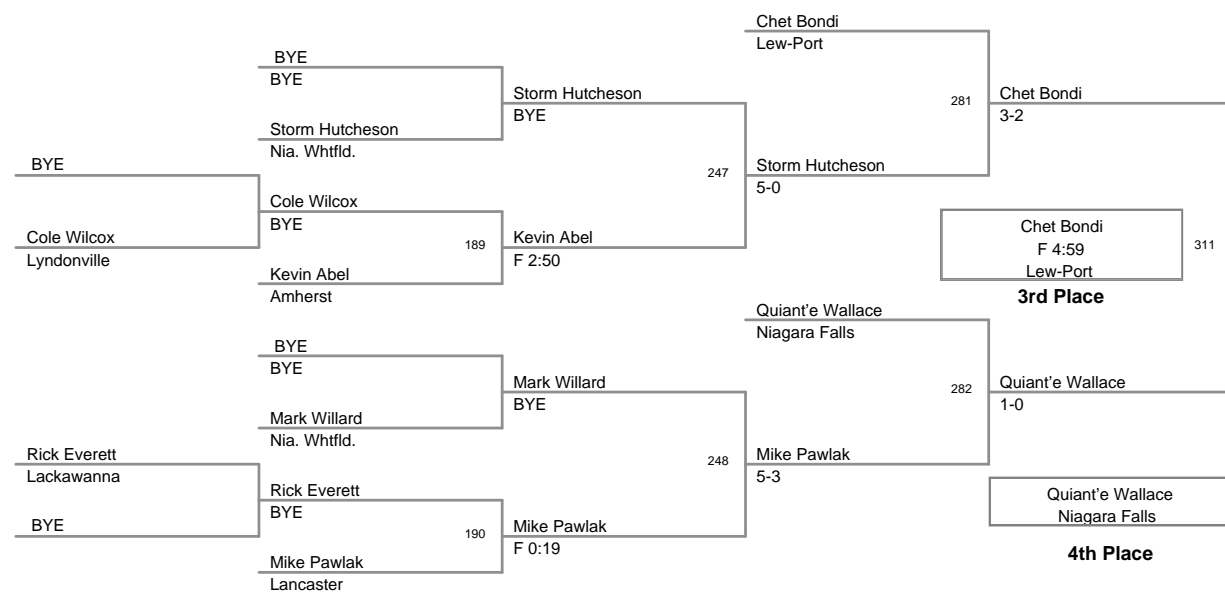 Chet Bondi
Lew-Port
BYE
BYE
Storm Hutcheson
BYE
281
Chet Bondi
3-2
Storm Hutcheson
Nia. Whtfld.
BYE
247
Storm Hutcheson
5-0
Cole Wilcox
BYE
Cole Wilcox
Lyndonville
189
Kevin Abel
F 2:50
Chet Bondi
F 4:59
Lew-Port
311
3rd Place
Kevin Abel
Amherst
Quiant'e Wallace
Niagara Falls
BYE
BYE
Mark Willard
BYE
282
Quiant'e Wallace
1-0
Mark Willard
Nia. Whtfld.
Rick Everett
Lackawanna
248
Mike Pawlak
5-3
Rick Everett
BYE
Quiant'e Wallace
Niagara Falls
4th Place
BYE
190
Mike Pawlak
F 0:19
Mike Pawlak
Lancaster